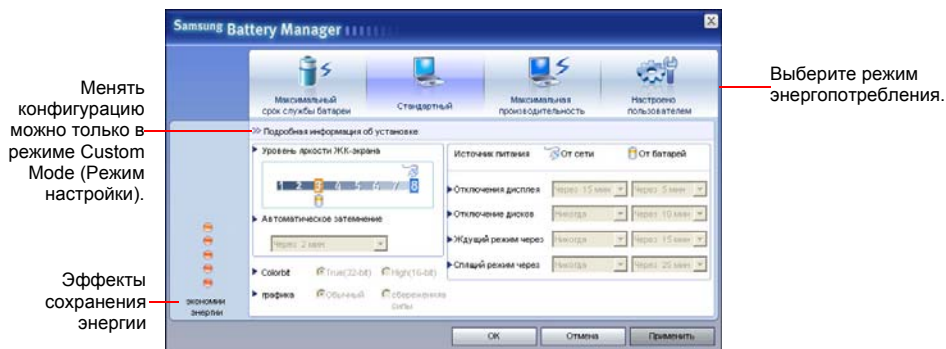 Samsung Battery Manager
Максимальный
срок службы батареи
Стандартный
Максимальная
производительность
Настроено
пользователем
Выберите режим
энергопотребления.
Менять
конфигурацию
можно только в
режиме Custom
Mode (Режим
настройки).
Подробная информация об установке
Уровень яркости ЖК-экрана
1 2 3 4 5 6 7 8
Автоматическое затемнение
Через 2 мин
Colorbit True(32-bit) High(16-bit)
графика Обычный сбережения
силы
Источник питания От сети От батарей
Отключения дисплея Через 15 мин Через 5 мин
Отключение дисков Никогда Через 10 мин
Ждущий режим через Никогда Через 15 мин
Спящий режим через Никогда Через 25 мин
Эффекты
сохранения
энергии
экономии
энергии
OK Отмена Применить